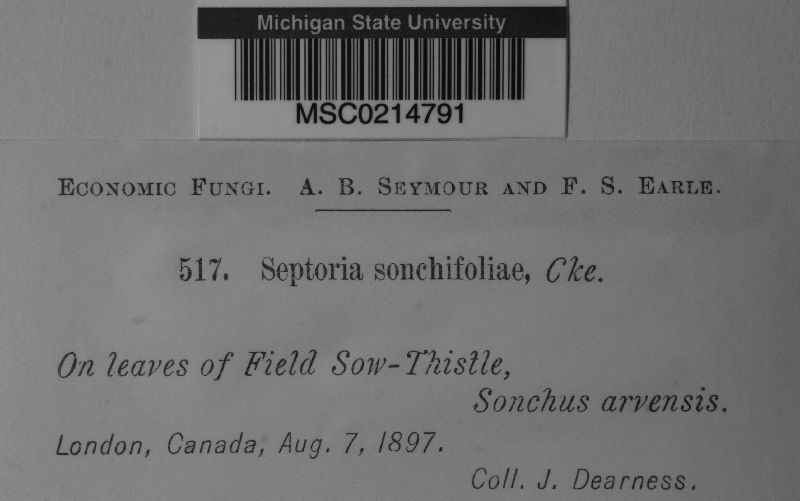 Michigan State University
MSC0214791
Economic Fungi. A. B. Seymour and F. S. Earle.
517. Septoria sonchifoliae, Cke.
On leaves of Field Sow-Thistle,
Sonchus arvensis.
London, Canada, Aug. 7, 1897.
Coll. J. Dearness.